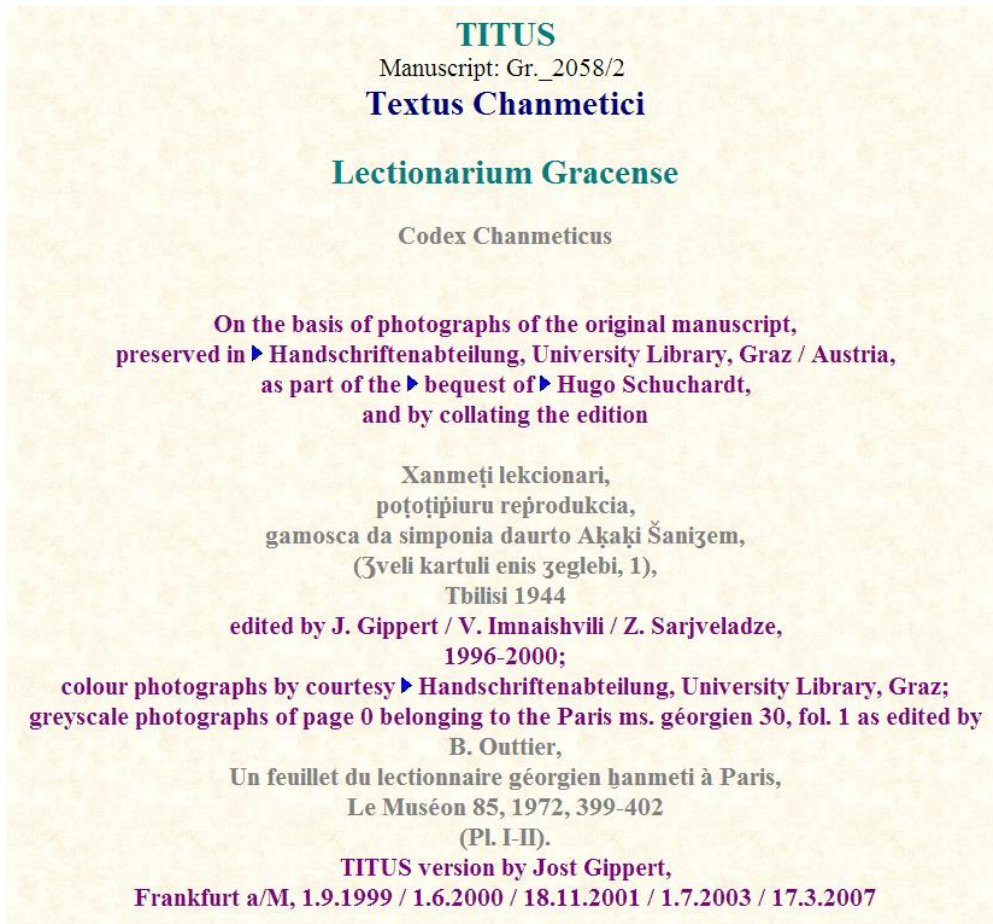 TITUS
Manuscript: Gr._2058/2
Textus Chanmetici
Lectionarium Gracense
Codex Chanmeticus
On the basis of photographs of the original manuscript,
preserved in Handschriftenabteilung, University Library, Graz / Austria,
as part of the bequest of Hugo Schuchardt,
and by collating the edition
Xanmeṭi lekcionari,
poṭoṭiṗiuru reṗrodukcia,
gamosca da simponia daurto Aḳaḳi Šaniʒem,
(Ʒveli kartuli enis ʒeglebi, 1),
Tbilisi 1944
edited by J. Gippert / V. Imnaishvili / Z. Sarjveladze,
1996-2000;
colour photographs by courtesy Handschriftenabteilung, University Library, Graz;
greyscale photographs of page 0 belonging to the Paris ms. géorgien 30, fol. 1 as edited by
B. Outtier,
Un feuillet du lectionnaire géorgien ḫanmeti à Paris,
Le Muséon 85, 1972, 399-402
(Pl. I-II).
TITUS version by Jost Gippert,
Frankfurt a/M, 1.9.1999 / 1.6.2000 / 18.11.2001 / 1.7.2003 / 17.3.2007